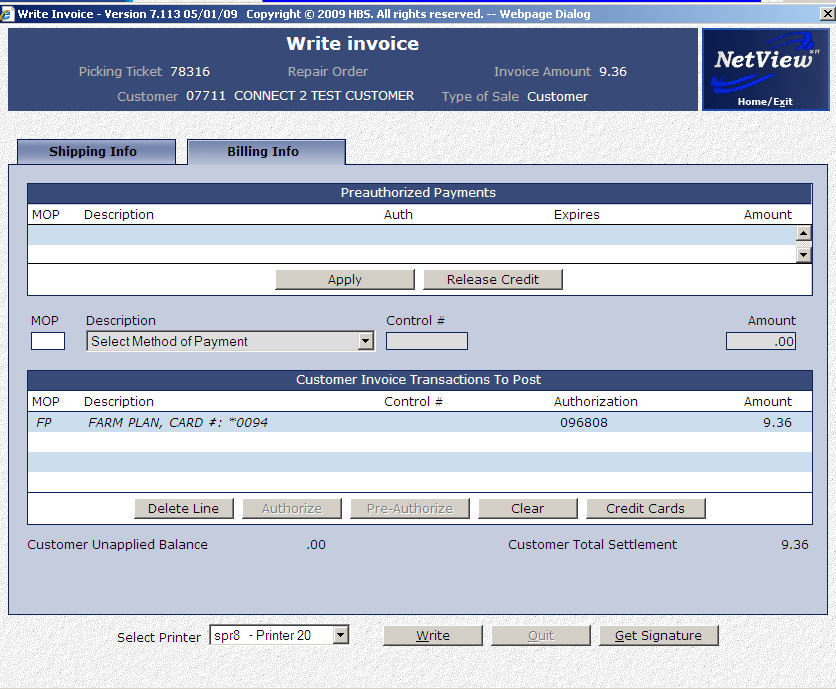 Write Invoice - Version 7.113 05/01/09   Copyright © 2009 HBS. All rights reserved. -- Webpage Dialog
Write invoice
Picking Ticket 78316 Repair Order Invoice Amount 9.36
Customer 07711 CONNECT 2 TEST CUSTOMER Type of Sale Customer
NetView SM
Home/Exit
Shipping Info Billing Info
Preauthorized Payments
MOP Description Auth Expires Amount
Apply Release Credit
MOP Description Control # Amount
Select Method of Payment .00
Customer Invoice Transactions To Post
MOP Description Control # Authorization Amount
FP FARM PLAN, CARD #: *0094 096808 9.36
Delete Line Authorize Pre-Authorize Clear Credit Cards
Customer Unapplied Balance .00 Customer Total Settlement 9.36
Select Printer spr8 - Printer 20 Write Quit Get Signature